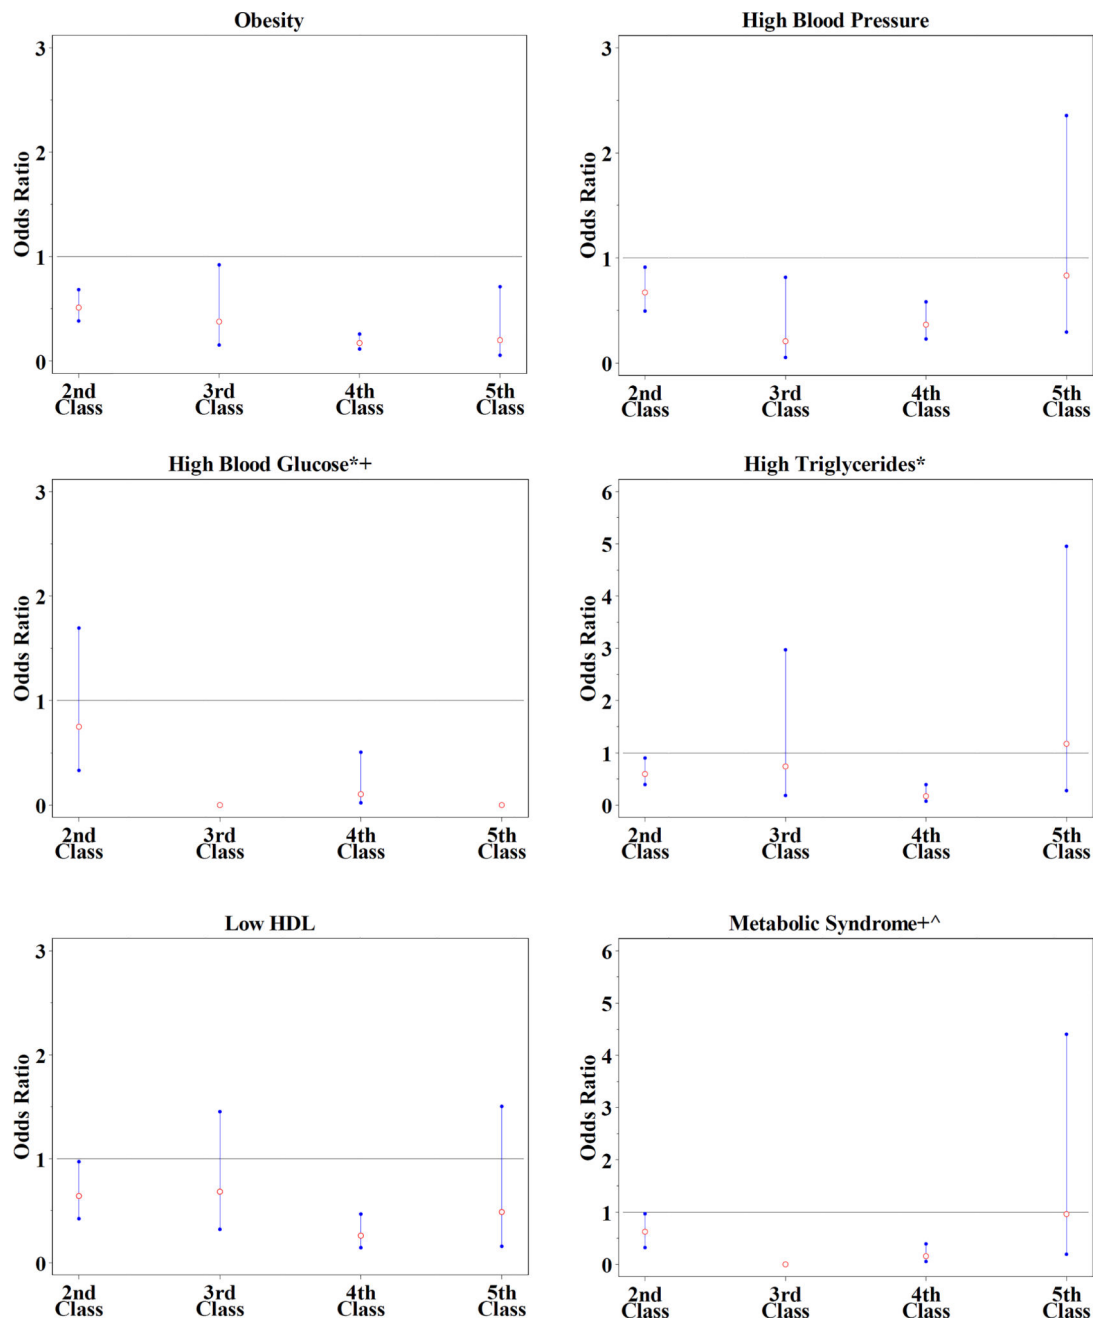 Obesity
Odds Ratio
3
2
1
0
2nd Class
3rd Class
4th Class
5th Class
High Blood Pressure
Odds Ratio
3
2
1
0
2nd Class
3rd Class
4th Class
5th Class
High Blood Glucose*+
Odds Ratio
3
2
1
0
2nd Class
3rd Class
4th Class
5th Class
High Triglycerides*
Odds Ratio
6
5
4
3
2
1
0
2nd Class
3rd Class
4th Class
5th Class
Low HDL
Odds Ratio
3
2
1
0
2nd Class
3rd Class
4th Class
5th Class
Metabolic Syndrome+^
Odds Ratio
6
5
4
3
2
1
0
2nd Class
3rd Class
4th Class
5th Class